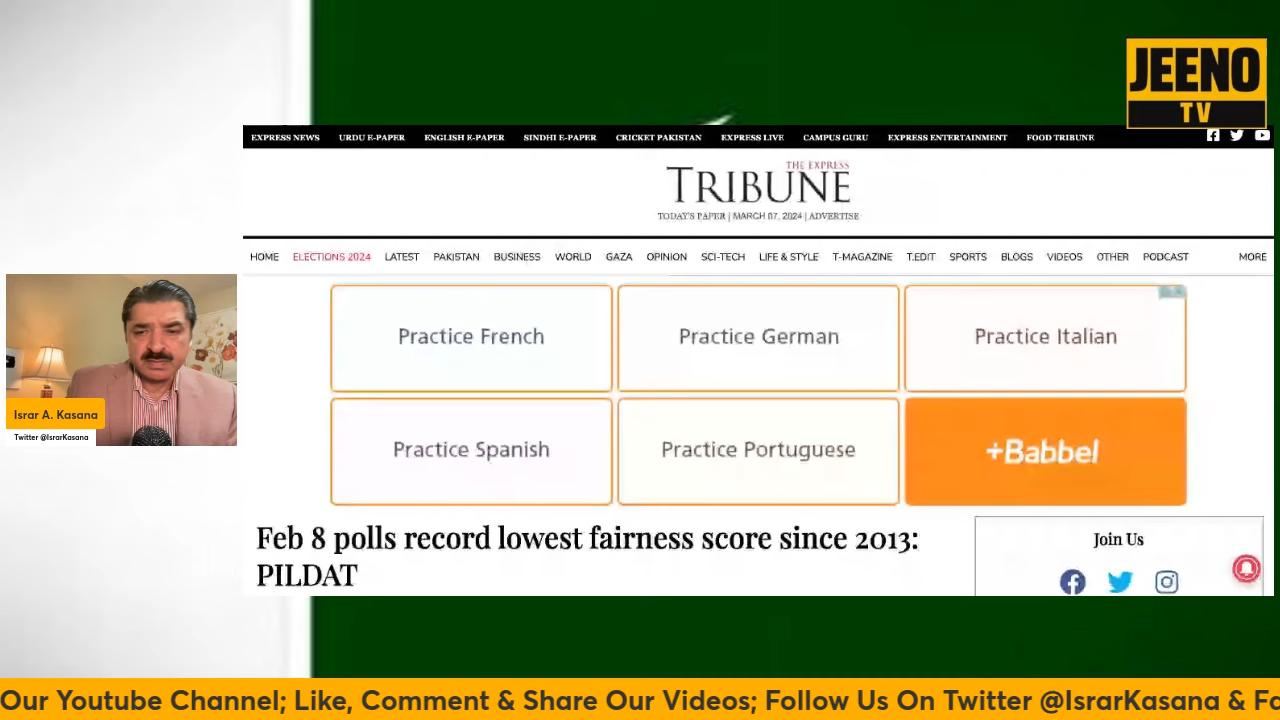 JEENO
TV
EXPRESS NEWS URDU E-PAPER ENGLISH E-PAPER SINDHI E-PAPER CRICKET PAKISTAN EXPRESS LIVE CAMPUS GURU EXPRESS ENTERTAINMENT FOOD TRIBUNE
THE EXPRESS
TRIBUNE
TODAY'S PAPER | MARCH 07, 2024 | ADVERTISE
HOME ELECTIONS 2024 LATEST PAKISTAN BUSINESS WORLD GAZA OPINION SCI-TECH LIFE & STYLE T-MAGAZINE T.EDIT SPORTS BLOGS VIDEOS OTHER PODCAST MORE
Practice French Practice German Practice Italian
Practice Spanish Practice Portuguese +Babbel
Israr A. Kasana
Twitter @IsrarKasana
Feb 8 polls record lowest fairness score since 2013:
PILDAT
Join Us
Our Youtube Channel; Like, Comment & Share Our Videos; Follow Us On Twitter @IsrarKasana & Fa